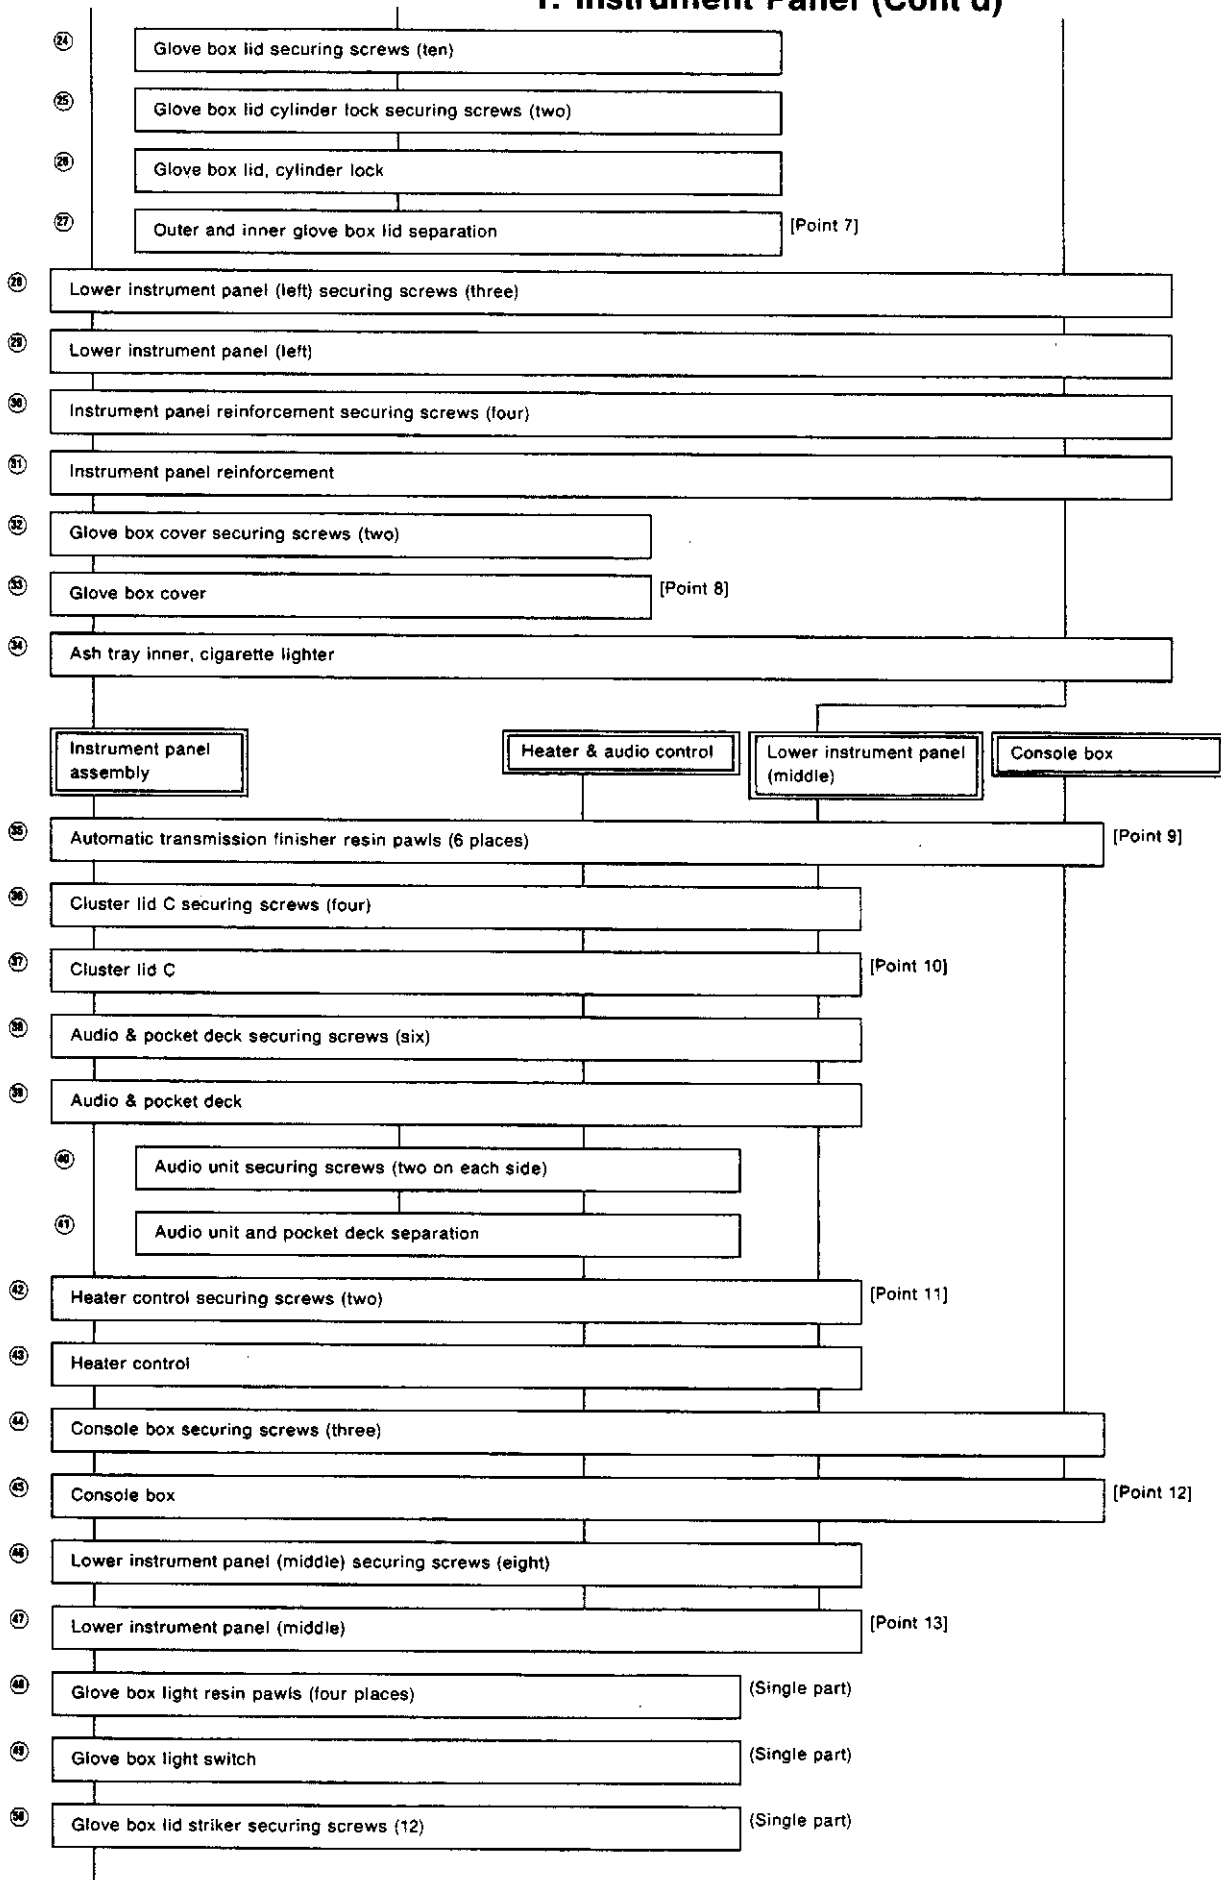 1. Instrument Panel (Cont'd)
㉔ Glove box lid securing screws (ten)
㉕ Glove box lid cylinder lock securing screws (two)
㉖ Glove box lid, cylinder lock
㉗ Outer and inner glove box lid separation [Point 7]
㉘ Lower instrument panel (left) securing screws (three)
㉙ Lower instrument panel (left)
㉚ Instrument panel reinforcement securing screws (four)
㉛ Instrument panel reinforcement
㉜ Glove box cover securing screws (two)
㉝ Glove box cover [Point 8]
㉞ Ash tray inner, cigarette lighter
Instrument panel
assembly
Heater & audio control
Lower instrument panel
(middle)
Console box
㉟ Automatic transmission finisher resin pawls (6 places) [Point 9]
㊱ Cluster lid C securing screws (four)
㊲ Cluster lid C [Point 10]
㊳ Audio & pocket deck securing screws (six)
㊴ Audio & pocket deck
㊵ Audio unit securing screws (two on each side)
㊶ Audio unit and pocket deck separation
㊷ Heater control securing screws (two) [Point 11]
㊸ Heater control
㊹ Console box securing screws (three)
㊺ Console box [Point 12]
㊻ Lower instrument panel (middle) securing screws (eight)
㊼ Lower instrument panel (middle) [Point 13]
㊽ Glove box light resin pawls (four places) (Single part)
㊾ Glove box light switch (Single part)
㊿ Glove box lid striker securing screws (12) (Single part)